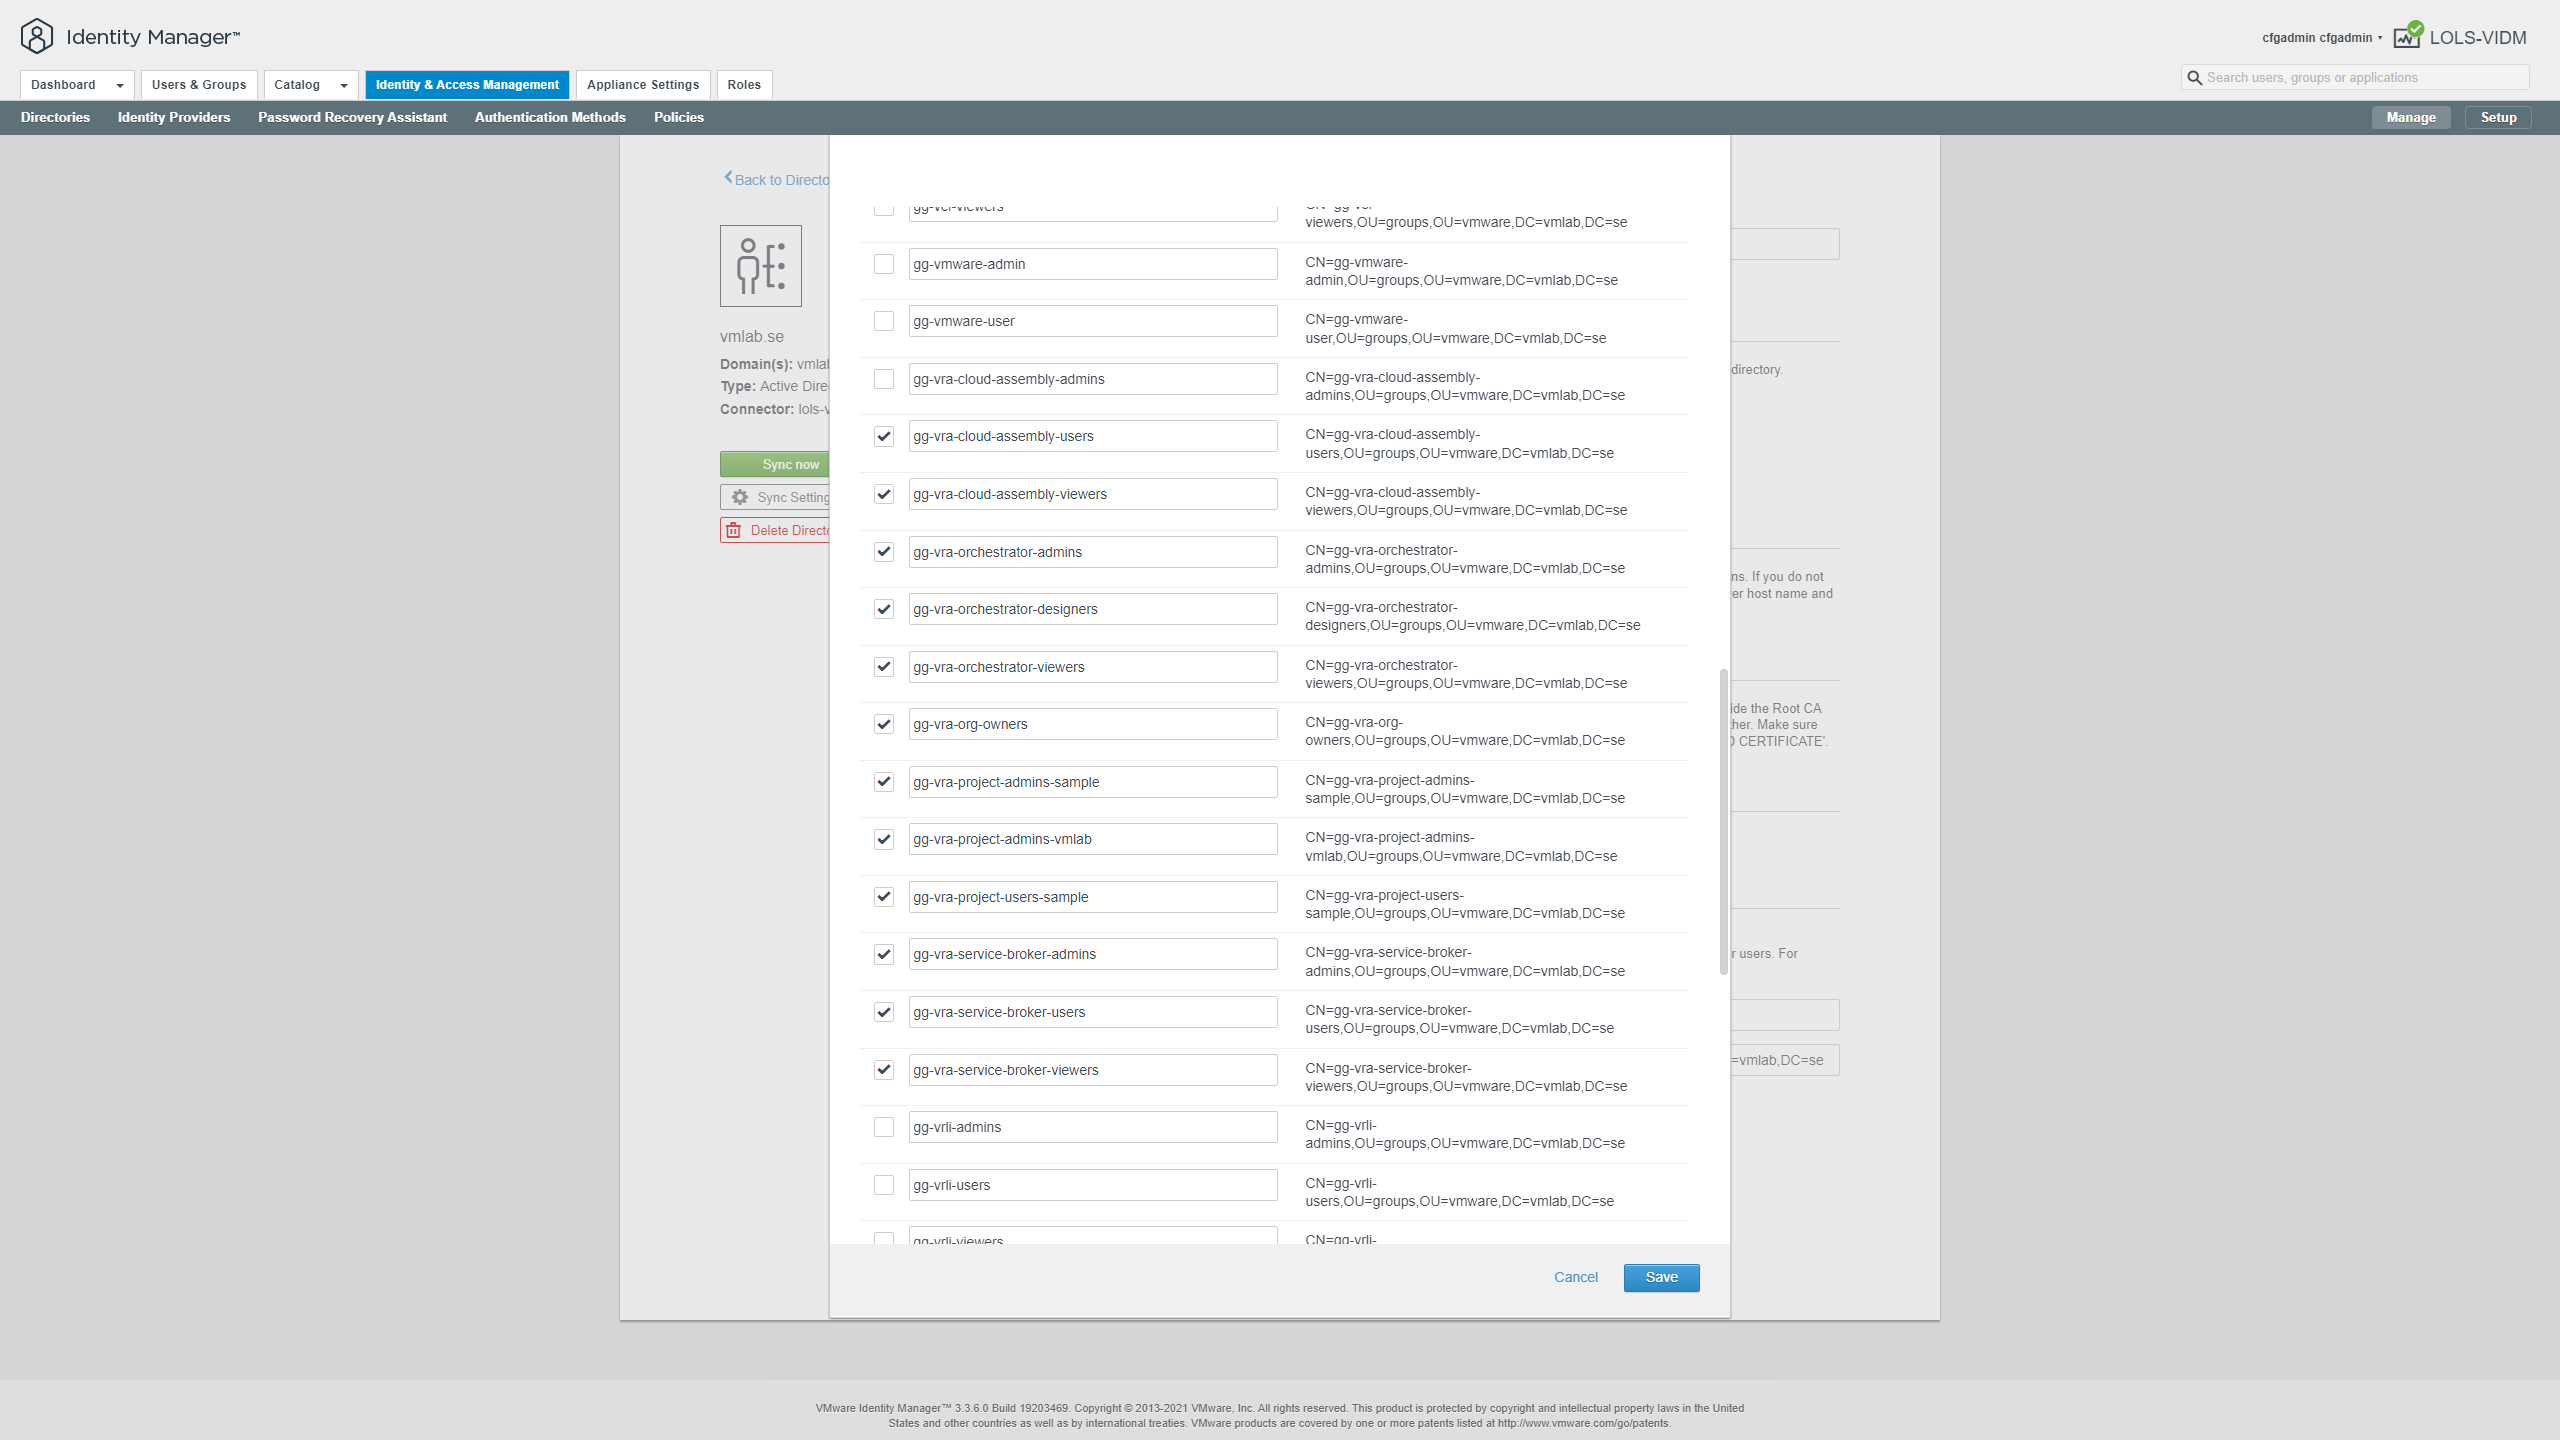 Identity Manager™
cfgadmin cfgadmin
LOLS-VIDM
Dashboard
Users & Groups
Catalog
Identity & Access Management
Appliance Settings
Roles
Search users, groups or applications
Directories
Identity Providers
Password Recovery Assistant
Authentication Methods
Policies
Manage
Setup
Back to Directo
vmlab.se
Domain(s): vmlab
Type: Active Dire
Connector: lols-v
Sync now
Sync Setting
Delete Directo
gg-vcf-viewers
viewers,OU=groups,OU=vmware,DC=vmlab,DC=se
gg-vmware-admin
CN=gg-vmware-
admin,OU=groups,OU=vmware,DC=vmlab,DC=se
gg-vmware-user
CN=gg-vmware-
user,OU=groups,OU=vmware,DC=vmlab,DC=se
gg-vra-cloud-assembly-admins
CN=gg-vra-cloud-assembly-
admins,OU=groups,OU=vmware,DC=vmlab,DC=se
gg-vra-cloud-assembly-users
CN=gg-vra-cloud-assembly-
users,OU=groups,OU=vmware,DC=vmlab,DC=se
gg-vra-cloud-assembly-viewers
CN=gg-vra-cloud-assembly-
viewers,OU=groups,OU=vmware,DC=vmlab,DC=se
gg-vra-orchestrator-admins
CN=gg-vra-orchestrator-
admins,OU=groups,OU=vmware,DC=vmlab,DC=se
gg-vra-orchestrator-designers
CN=gg-vra-orchestrator-
designers,OU=groups,OU=vmware,DC=vmlab,DC=se
gg-vra-orchestrator-viewers
CN=gg-vra-orchestrator-
viewers,OU=groups,OU=vmware,DC=vmlab,DC=se
gg-vra-org-owners
CN=gg-vra-org-
owners,OU=groups,OU=vmware,DC=vmlab,DC=se
gg-vra-project-admins-sample
CN=gg-vra-project-admins-
sample,OU=groups,OU=vmware,DC=vmlab,DC=se
gg-vra-project-admins-vmlab
CN=gg-vra-project-admins-
vmlab,OU=groups,OU=vmware,DC=vmlab,DC=se
gg-vra-project-users-sample
CN=gg-vra-project-users-
sample,OU=groups,OU=vmware,DC=vmlab,DC=se
gg-vra-service-broker-admins
CN=gg-vra-service-broker-
admins,OU=groups,OU=vmware,DC=vmlab,DC=se
gg-vra-service-broker-users
CN=gg-vra-service-broker-
users,OU=groups,OU=vmware,DC=vmlab,DC=se
gg-vra-service-broker-viewers
CN=gg-vra-service-broker-
viewers,OU=groups,OU=vmware,DC=vmlab,DC=se
gg-vrli-admins
CN=gg-vrli-
admins,OU=groups,OU=vmware,DC=vmlab,DC=se
gg-vrli-users
CN=gg-vrli-
users,OU=groups,OU=vmware,DC=vmlab,DC=se
gg-vrli-viewers
CN=gg-vrli-
directory.
ns. If you do not
er host name and
ide the Root CA
ther. Make sure
CERTIFICATE'.
r users. For
=vmlab,DC=se
Cancel
Save
VMware Identity Manager™ 3.3.6.0 Build 19203469. Copyright © 2013-2021 VMware, Inc. All rights reserved. This product is protected by copyright and intellectual property laws in the United
States and other countries as well as by international treaties. VMware products are covered by one or more patents listed at http://www.vmware.com/go/patents.